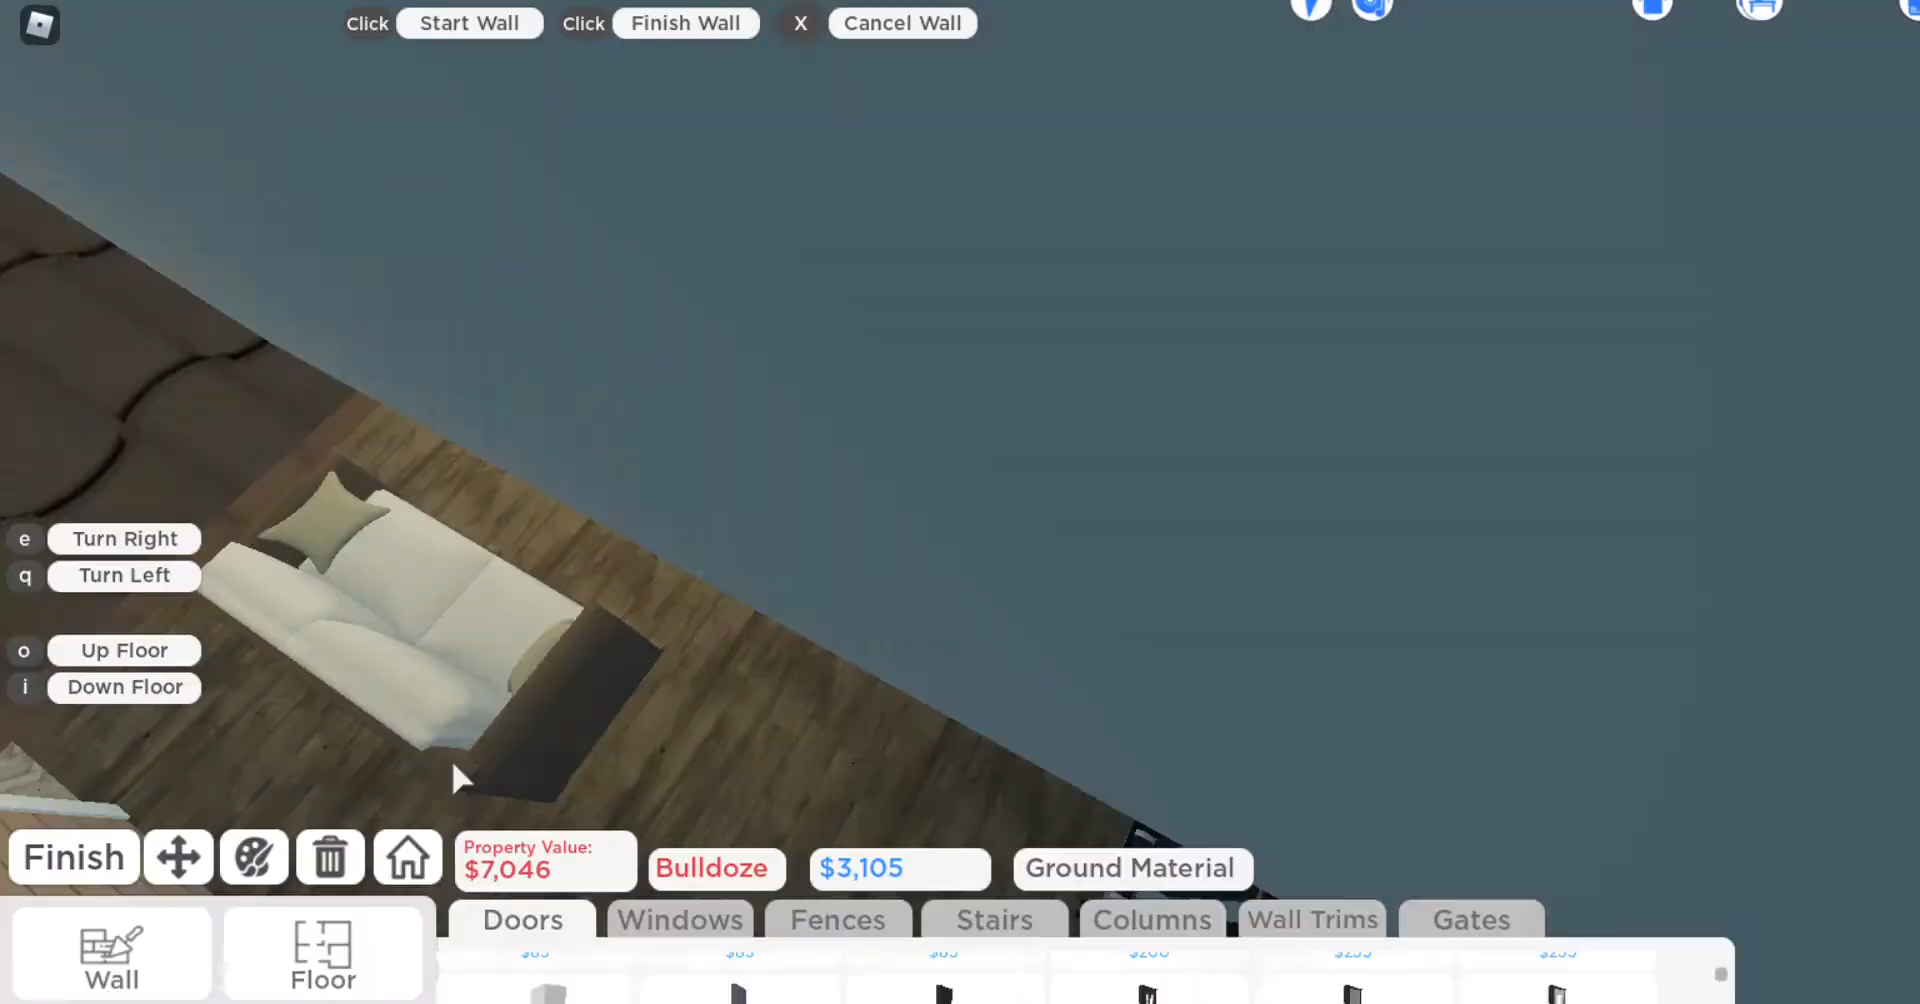 Click Start Wall Click Finish Wall X Cancel Wall
e Turn Right
q Turn Left
o Up Floor
i Down Floor
Finish
Property Value:
$7,046
Bulldoze
$3,105
Ground Material
Wall
Floor
Doors Windows Fences Stairs Columns Wall Trims Gates